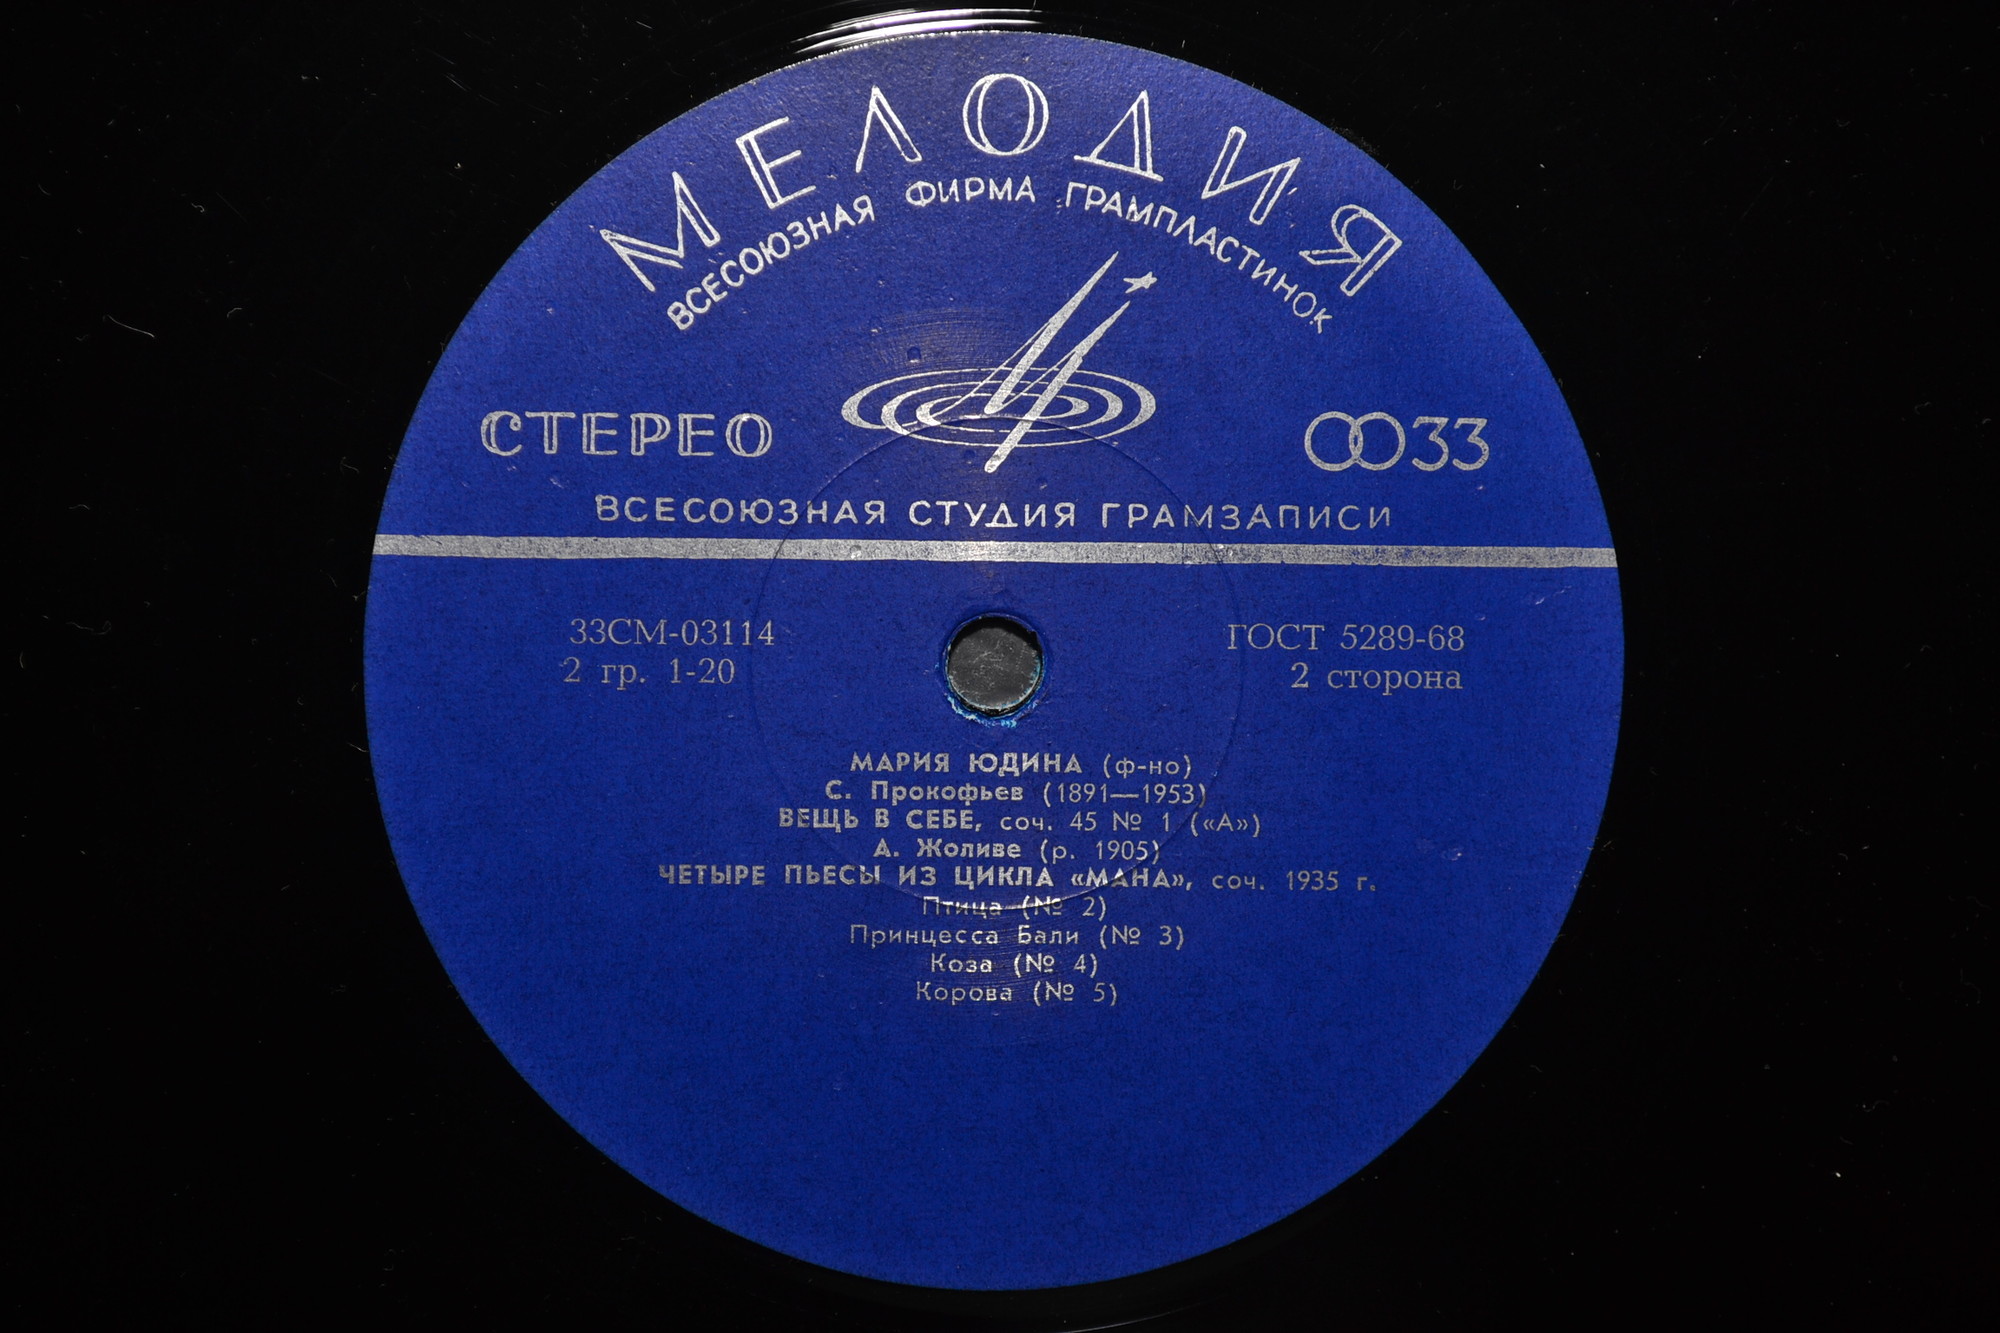 МЕЛОДИЯ
ВСЕСОЮЗНАЯ ФИРМА ГРАМПЛАСТИНОК
СТЕРЕО
33
ВСЕСОЮЗНАЯ СТУДИЯ ГРАМЗАПИСИ
33СМ-03114
ГОСТ 5289-68
2 гр. 1-20
2 сторона
МАРИЯ ЮДИНА (ф-но)
С. Прокофьев (1891—1953)
ВЕЩЬ В СЕБЕ, соч. 45 № 1 («А»)
А. Жоливе (р. 1905)
ЧЕТЫРЕ ПЬЕСЫ ИЗ ЦИКЛА «МАНА», соч. 1935 г.
Птица (№ 2)
Принцесса Бали (№ 3)
Коза (№ 4)
Корова (№ 5)